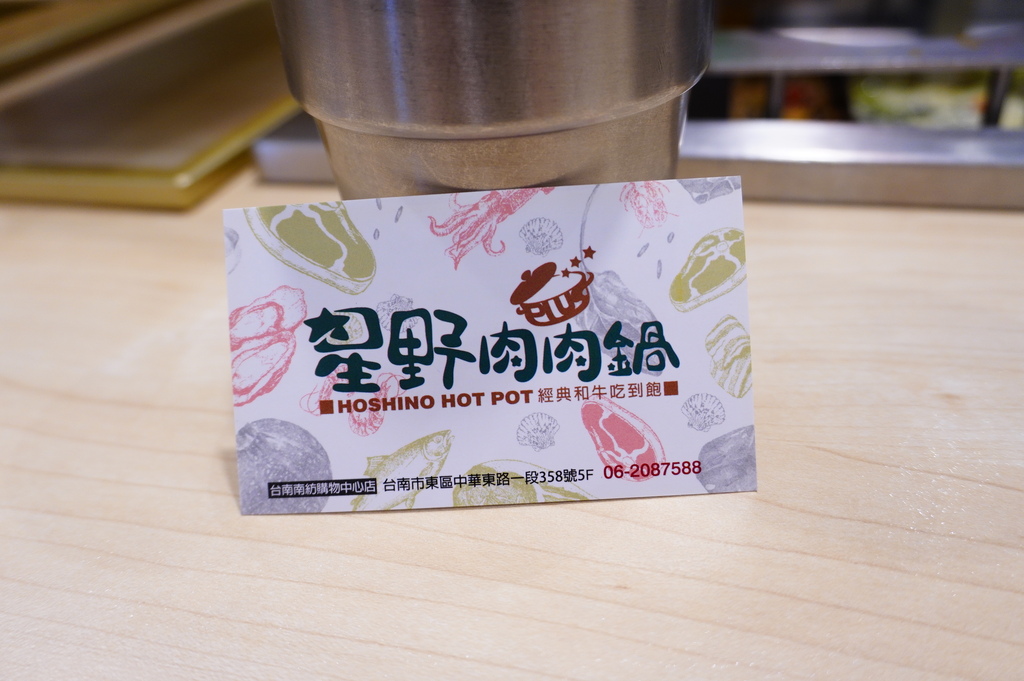 星野肉肉鍋
■HOSHINO HOT POT 經典和牛吃到飽■
台南南紡購物中心店 台南市東區中華東路一段358號5F 06-2087588